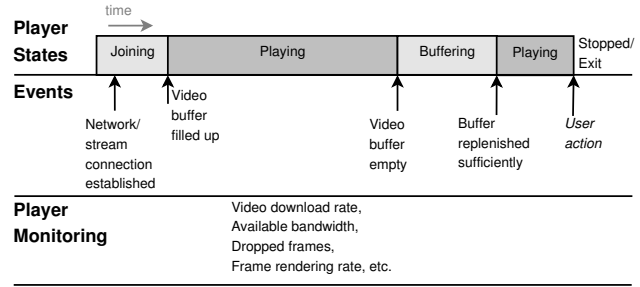 time
Player
States
Joining
Playing
Buffering
Playing
Stopped/
Exit
Events
Network/
stream
connection
established
Video
buffer
filled up
Video
buffer
empty
Buffer
replenished
sufficiently
User
action
Player
Monitoring
Video download rate,
Available bandwidth,
Dropped frames,
Frame rendering rate, etc.